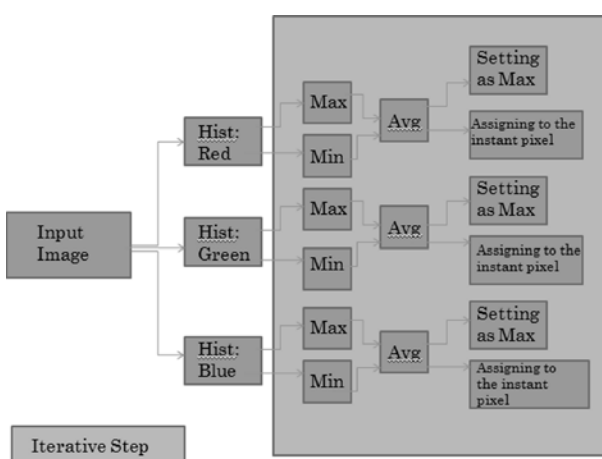 Input
Image
Hist:
Red
Max
Min
Avg
Setting
as Max
Assigning to the
instant pixel
Hist:
Green
Max
Min
Avg
Setting
as Max
Assigning to the
instant pixel
Hist:
Blue
Max
Min
Avg
Setting
as Max
Assigning to
the instant
pixel
Iterative Step